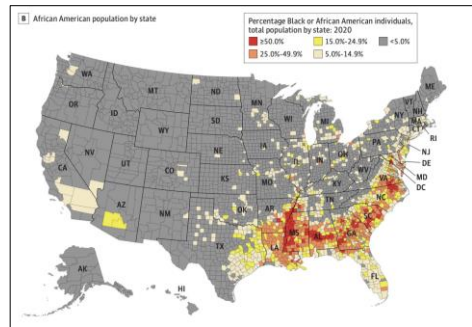 B African American population by state
Percentage Black or African American individuals,
total population by state: 2020
≥50.0% 15.0%-24.9% <5.0%
25.0%-49.9% 5.0%-14.9%
WA
MT
ND
MN
ME
OR
ID
SD
WI
MI
VT
NH
NY
MA
RI
WY
IA
PA
NJ
NV
NE
IL
IN
OH
DE
UT
CO
WV
MD
CA
KS
MO
KY
VA
DC
AZ
NM
OK
AR
TN
NC
SC
TX
LA
MS
AL
GA
FL
AK
HI